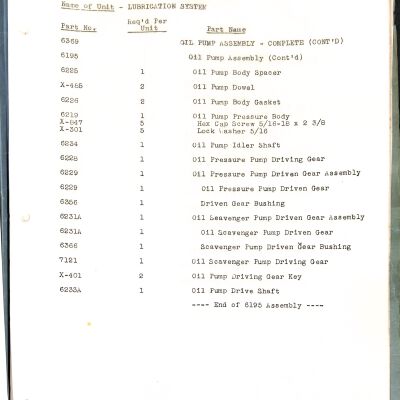 Name of Unit - LUBRICATION SYSTEM
Part No. Req'd Per Unit Part Name
6369 OIL PUMP ASSEMBLY - COMPLETE (CONT'D)
6195 Oil Pump Assembly (Cont'd)
6225 1 Oil Pump Body Spacer
X-465 2 Oil Pump Dowel
6226 2 Oil Pump Body Gasket
6219 1 Oil Pump Pressure Body
X-847 5 Hex Cap Screw 5/16-18 x 2 3/8
X-301 5 Lock Washer 5/16
6234 1 Oil Pump Idler Shaft
6228 1 Oil Pressure Pump Driving Gear
6229 1 Oil Pressure Pump Driven Gear Assembly
6229 1 Oil Pressure Pump Driven Gear
6356 1 Driven Gear Bushing
6231A 1 Oil Scavenger Pump Driven Gear Assembly
6231A 1 Oil Scavenger Pump Driven Gear
6366 1 Scavenger Pump Driven Gear Bushing
7121 1 Oil Scavenger Pump Driving Gear
X-401 2 Oil Pump Driving Gear Key
6233A 1 Oil Pump Drive Shaft
---- End of 6195 Assembly ----